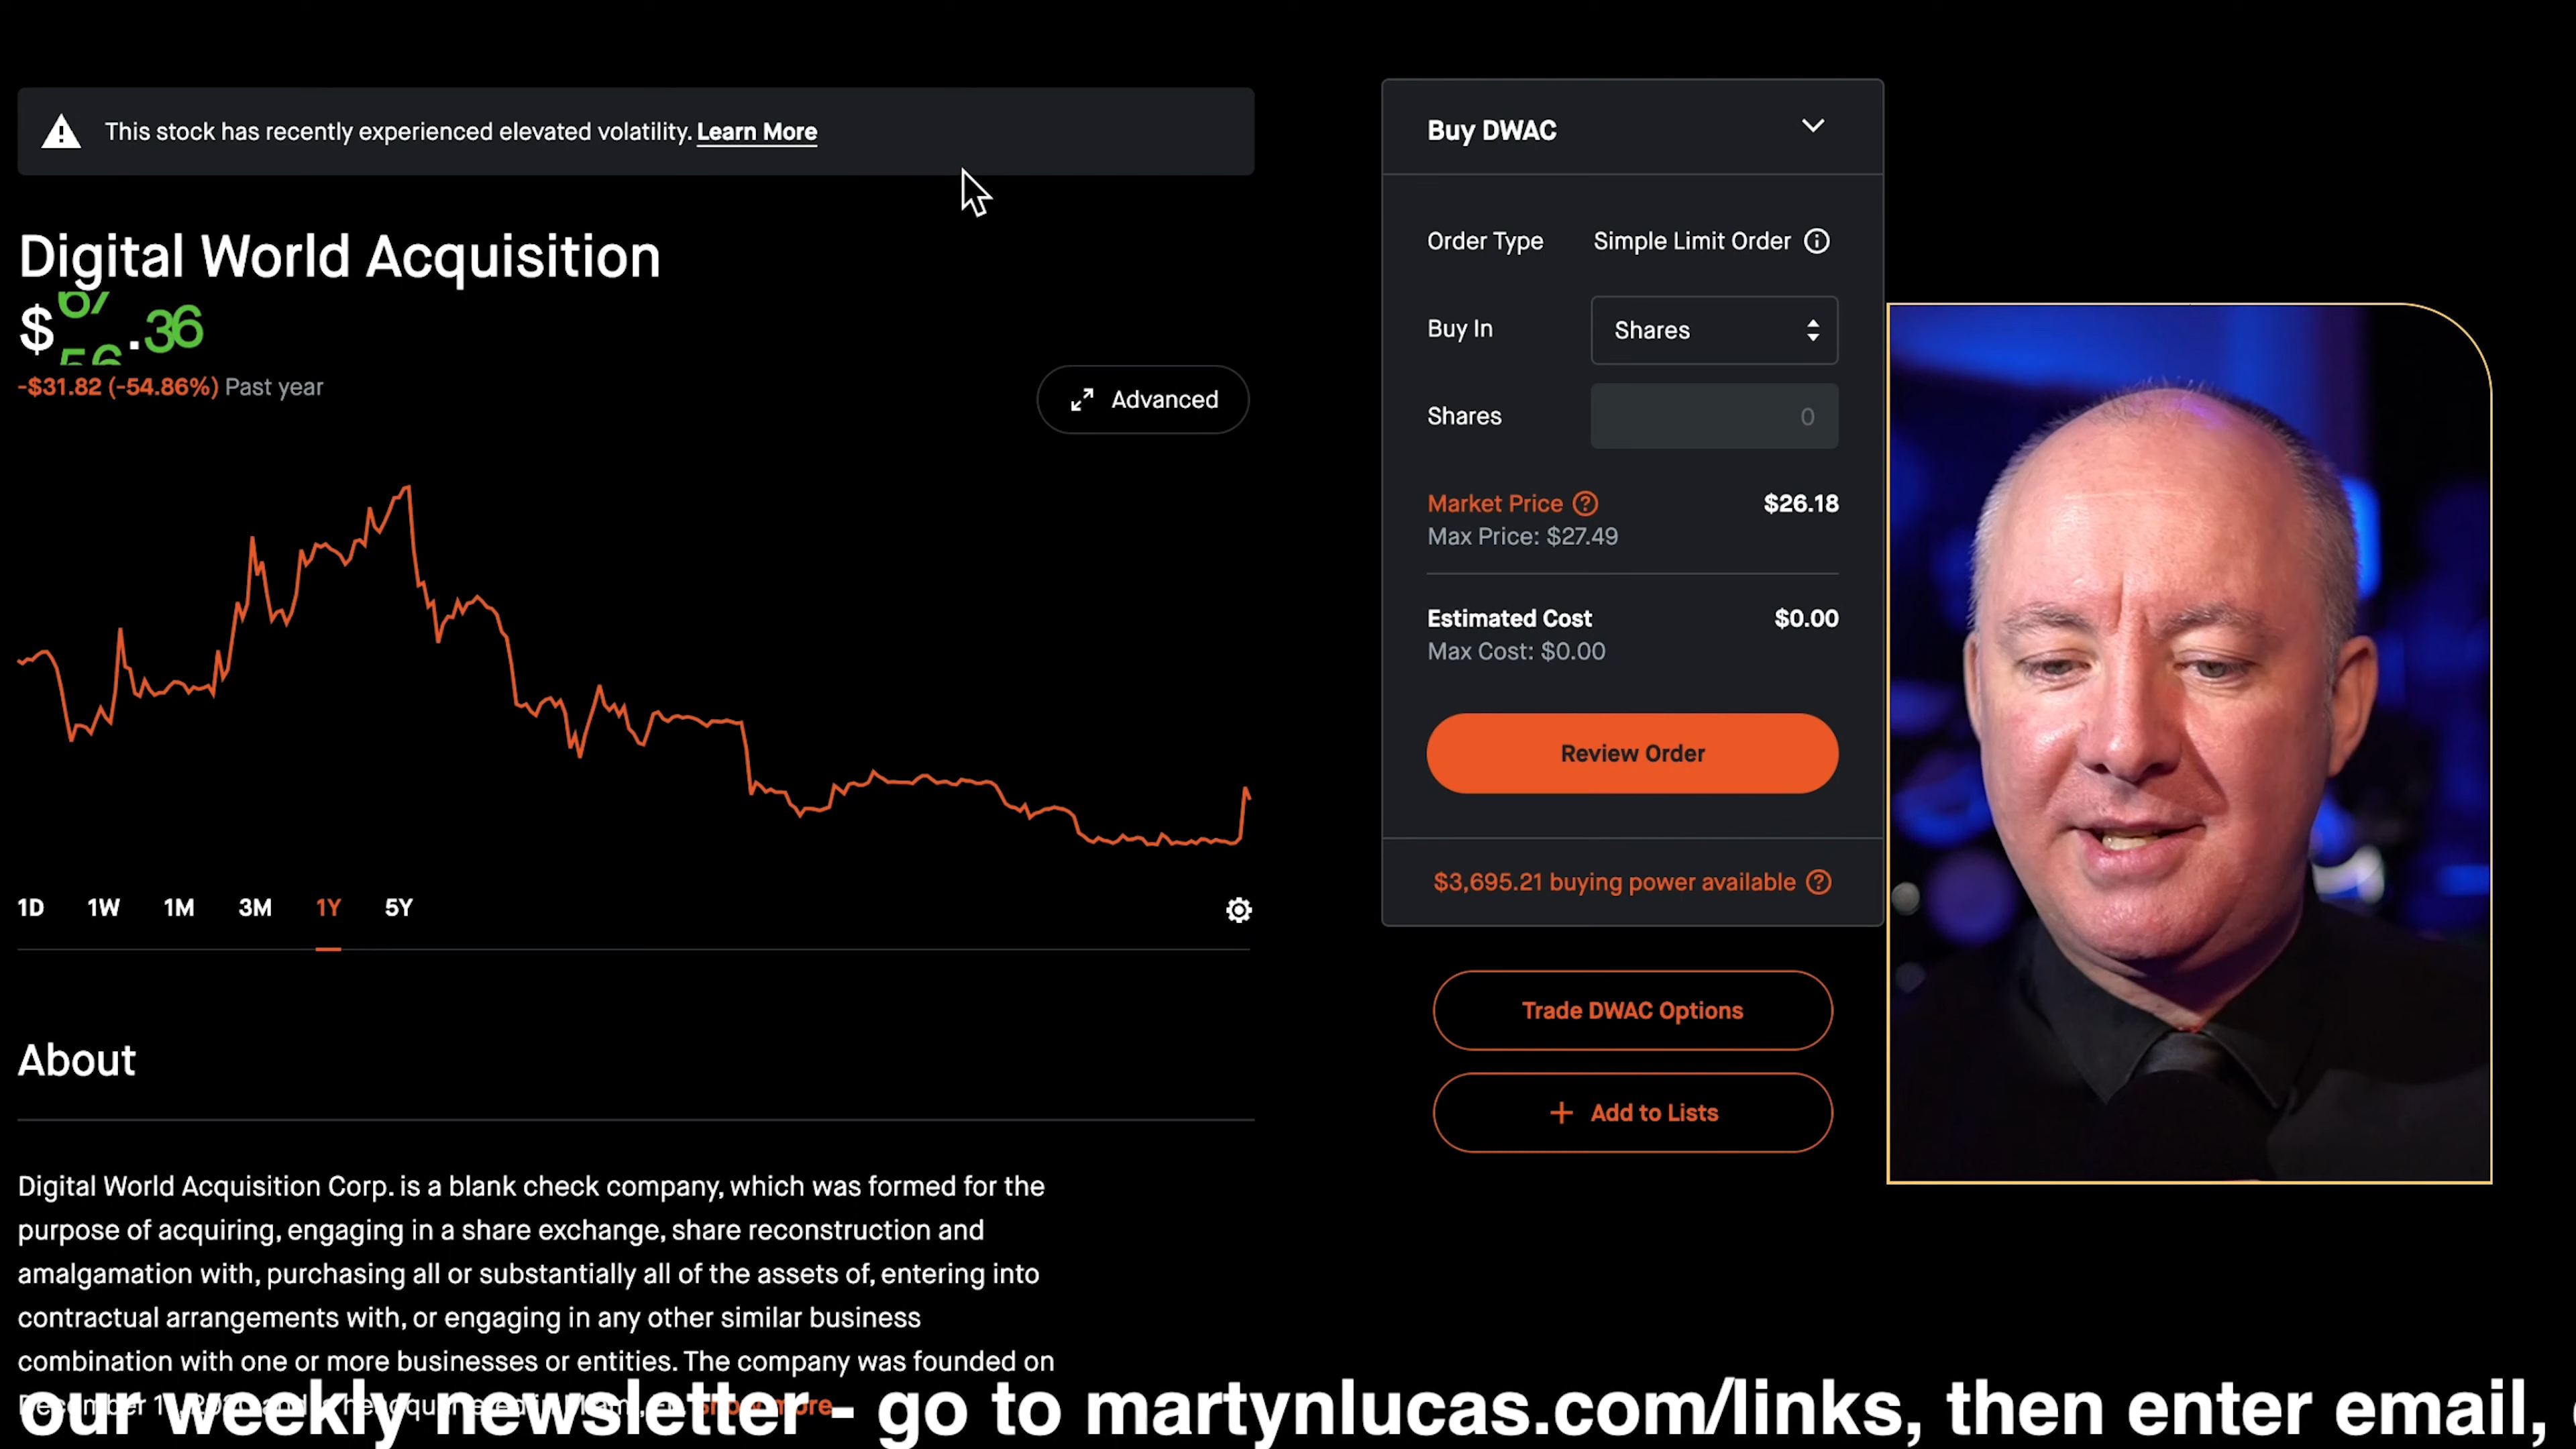 This stock has recently experienced elevated volatility. Learn More
Digital World Acquisition
$ .36
-$31.82 (-54.86%) Past year
Advanced
1D 1W 1M 3M 1Y 5Y
About
Digital World Acquisition Corp. is a blank check company, which was formed for the
purpose of acquiring, engaging in a share exchange, share reconstruction and
amalgamation with, purchasing all or substantially all of the assets of, entering into
contractual arrangements with, or engaging in any other similar business
combination with one or more businesses or entities. The company was founded on
Buy DWAC
Order Type Simple Limit Order
Buy In Shares
Shares 0
Market Price $26.18
Max Price: $27.49
Estimated Cost $0.00
Max Cost: $0.00
Review Order
$3,695.21 buying power available
Trade DWAC Options
+ Add to Lists
our weekly newsletter - go to martynlucas.com/links, then enter email,